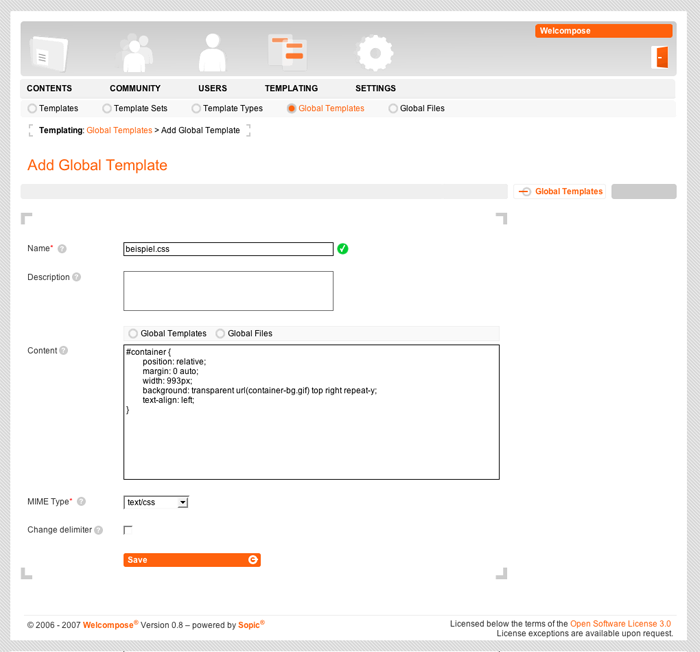 Welcompose
CONTENTS COMMUNITY USERS TEMPLATING SETTINGS
Templates Template Sets Template Types Global Templates Global Files
Templating: Global Templates > Add Global Template
Add Global Template
Global Templates
Name* ? beispiel.css
Description ?
Global Templates Global Files
Content ?
#container {
position: relative;
margin: 0 auto;
width: 993px;
background: transparent url(container-bg.gif) top right repeat-y;
text-align: left;
}
MIME Type* ? text/css
Change delimiter ?
Save
© 2006 - 2007 Welcompose® Version 0.8 – powered by Sopic®
Licensed below the terms of the Open Software License 3.0
License exceptions are available upon request.